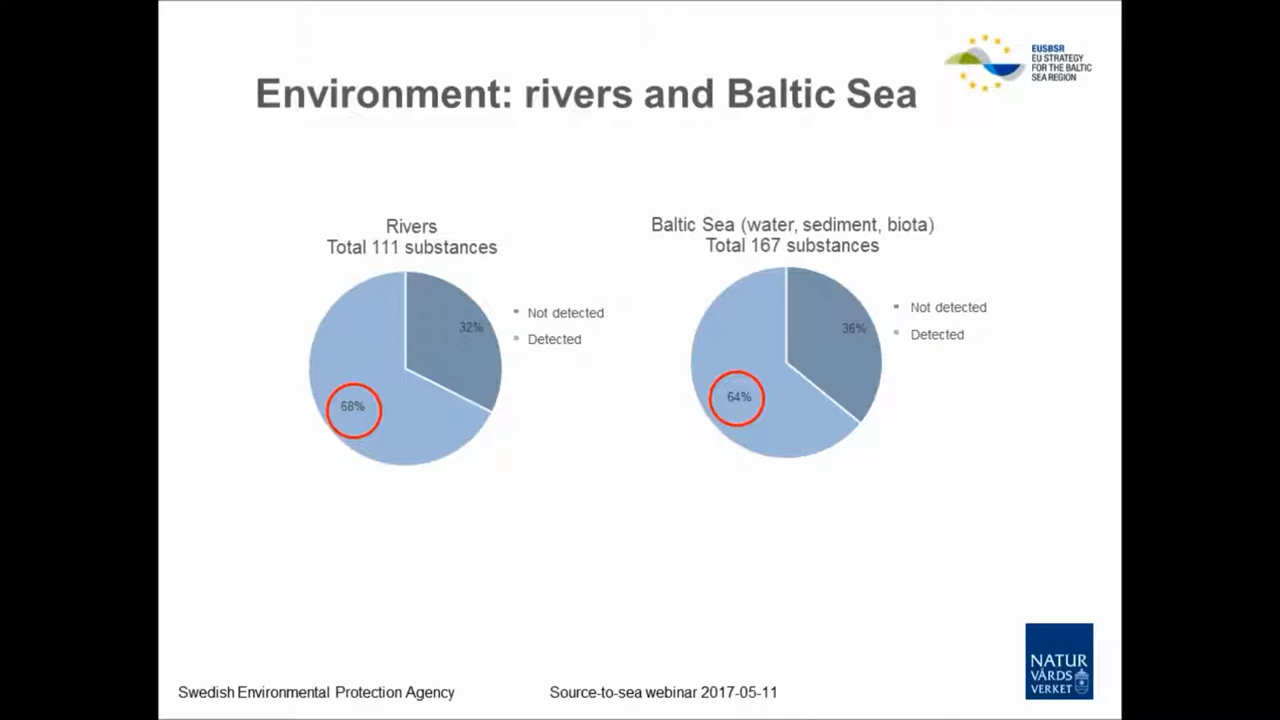 EUSBSR
EU STRATEGY
FOR THE BALTIC
SEA REGION
Environment: rivers and Baltic Sea
Rivers
Total 111 substances
32%
68%
Not detected
Detected
Baltic Sea (water, sediment, biota)
Total 167 substances
36%
64%
Not detected
Detected
Swedish Environmental Protection Agency
Source-to-sea webinar 2017-05-11
NATUR
VÅRDS
VERKET